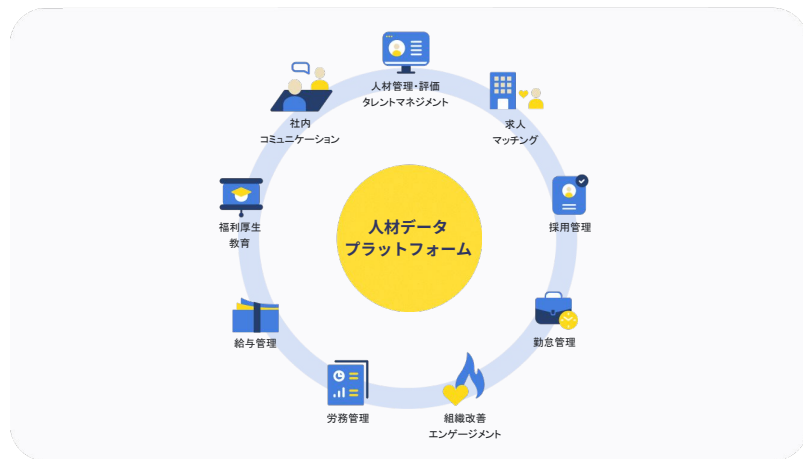 人材管理・評価
タレントマネジメント
求人
マッチング
採用管理
勤怠管理
組織改善
エンゲージメント
労務管理
給与管理
福利厚生
教育
社内
コミュニケーション
人材データ
プラットフォーム